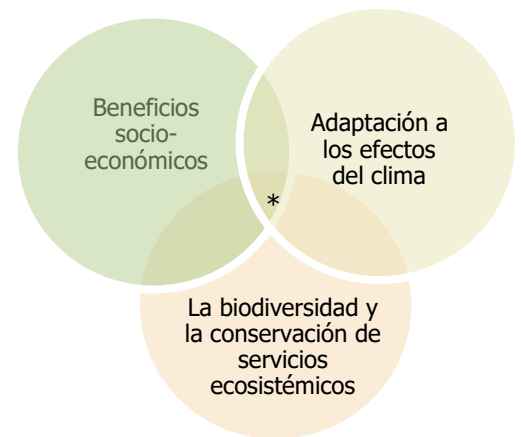 Beneficios
socio-
económicos
Adaptación a
los efectos
del clima
*
La biodiversidad y
la conservación de
servicios
ecosistémicos